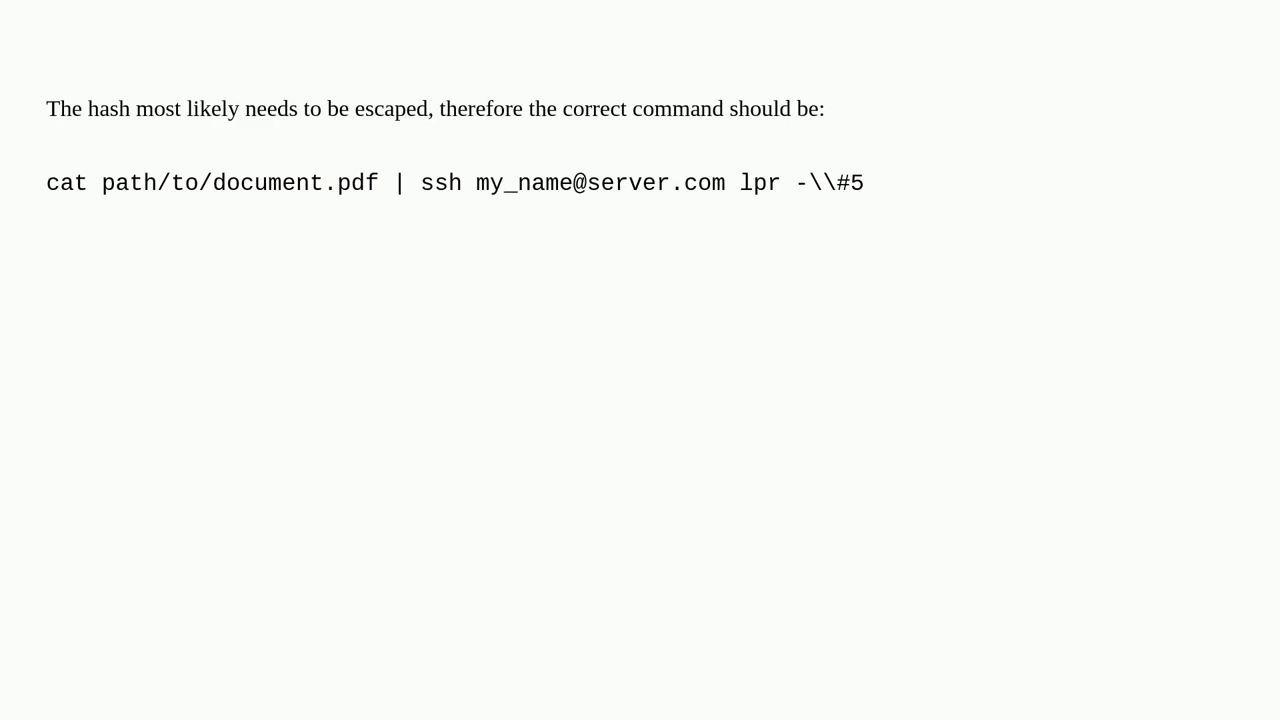 The hash most likely needs to be escaped, therefore the correct command should be:
cat path/to/document.pdf | ssh my_name@server.com lpr -\\#5